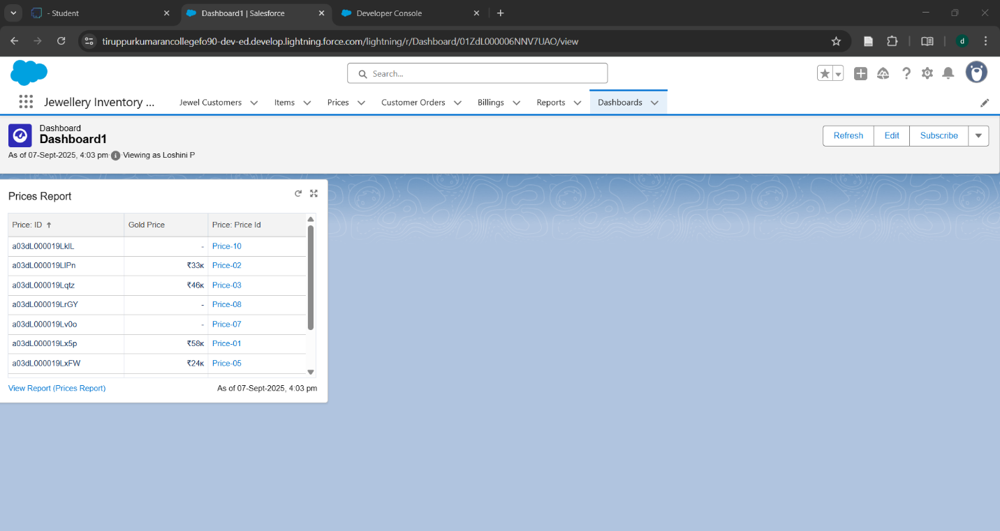 - Student
Dashboard1 | Salesforce
Developer Console
tiruppurkumarancollegefo90-dev-ed.develop.lightning.force.com/lightning/r/Dashboard/01ZdL000006NNV7UAO/view
d
Search...
Jewellery Inventory ...
Jewel Customers
Items
Prices
Customer Orders
Billings
Reports
Dashboards
Dashboard
Dashboard1
As of 07-Sept-2025, 4:03 pm Viewing as Loshini P
Refresh
Edit
Subscribe
Prices Report
Price: ID ↑ Gold Price Price: Price Id
a03dL000019LklL - Price-10
a03dL000019LlPn ₹33K Price-02
a03dL000019Lqtz ₹46K Price-03
a03dL000019LrGY - Price-08
a03dL000019Lv0o - Price-07
a03dL000019Lx5p ₹58K Price-01
a03dL000019LxFW ₹24K Price-05
View Report (Prices Report) As of 07-Sept-2025, 4:03 pm